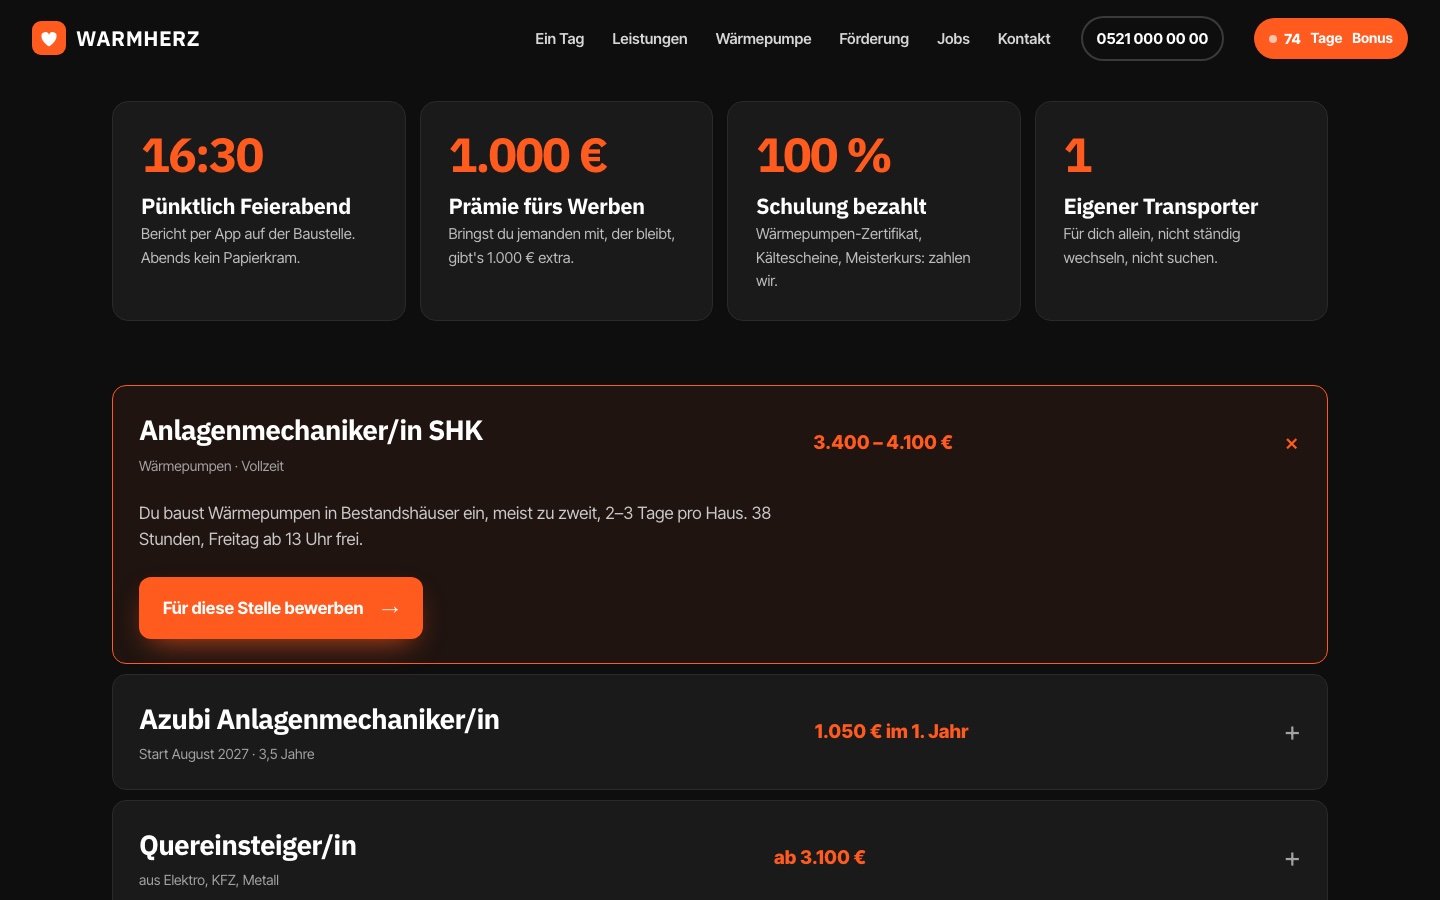 WARMHERZ
Ein Tag Leistungen Wärmepumpe Förderung Jobs Kontakt 0521 000 00 00 74 Tage Bonus
16:30
Pünktlich Feierabend
Bericht per App auf der Baustelle.
Abends kein Papierkram.
1.000 €
Prämie fürs Werben
Bringst du jemanden mit, der bleibt,
gibt's 1.000 € extra.
100 %
Schulung bezahlt
Wärmepumpen-Zertifikat,
Kältescheine, Meisterkurs: zahlen
wir.
1
Eigener Transporter
Für dich allein, nicht ständig
wechseln, nicht suchen.
Anlagenmechaniker/in SHK
Wärmepumpen · Vollzeit
3.400 – 4.100 €
×
Du baust Wärmepumpen in Bestandshäuser ein, meist zu zweit, 2–3 Tage pro Haus. 38
Stunden, Freitag ab 13 Uhr frei.
Für diese Stelle bewerben →
Azubi Anlagenmechaniker/in
Start August 2027 · 3,5 Jahre
1.050 € im 1. Jahr
+
Quereinsteiger/in
aus Elektro, KFZ, Metall
ab 3.100 €
+